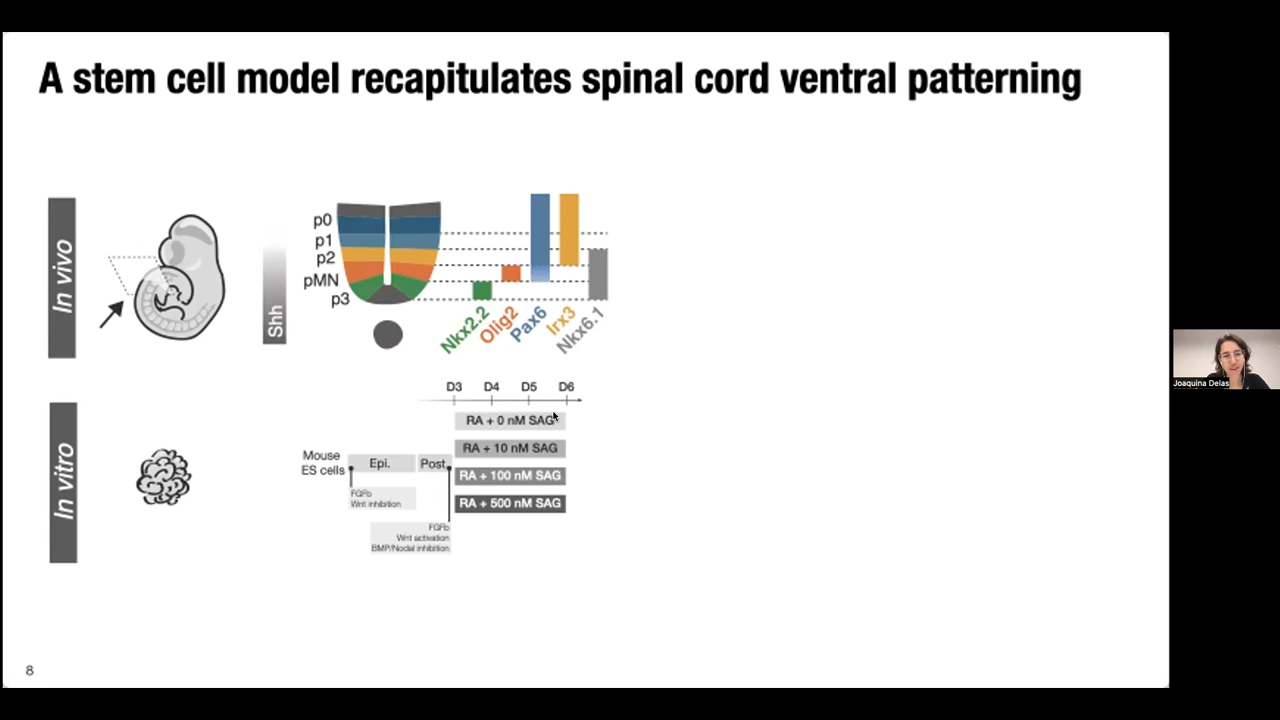 A stem cell model recapitulates spinal cord ventral patterning
In vivo
Shh
p0
p1
p2
pMN
p3
Nkx2.2
Olig2
Pax6
Irx3
Nkx6.1
In vitro
Mouse
ES cells
Epi.
Post.
FGFb
Wnt inhibition
FGFb
Wnt activation
BMP/Nodal inhibition
D3 D4 D5 D6
RA + 0 nM SAG
RA + 10 nM SAG
RA + 100 nM SAG
RA + 500 nM SAG
8
Joaquina Delas